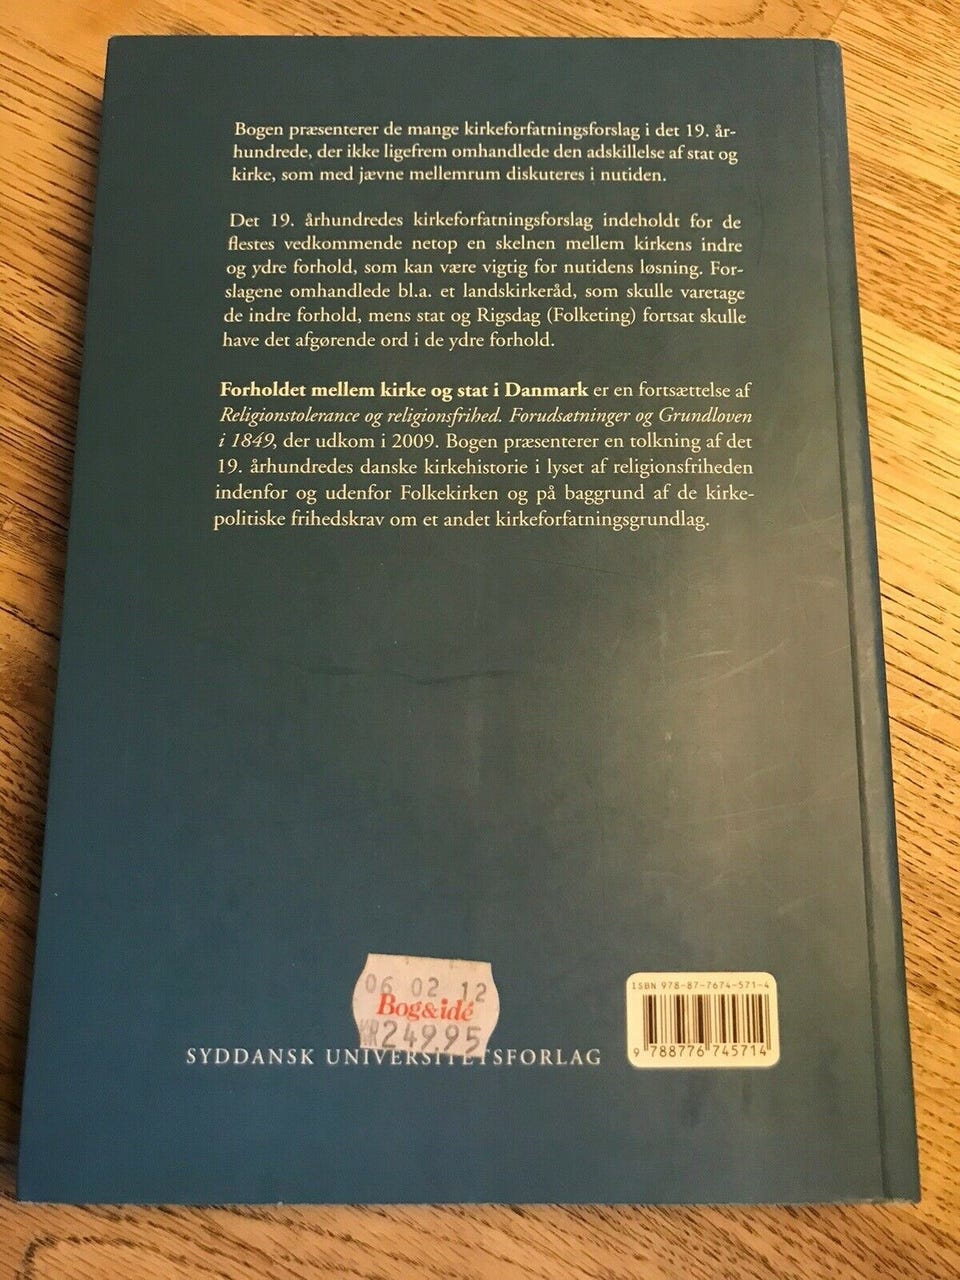 Bogen præsenterer de mange kirkeforfatningsforslag i det 19. år-
hundrede, der ikke ligefrem omhandlede den adskillelse af stat og
kirke, som med jævne mellemrum diskuteres i nutiden.
Det 19. århundredes kirkeforfatningsforslag indeholdt for de
flestes vedkommende netop en skelnen mellem kirkens indre
og ydre forhold, som kan være vigtig for nutidens løsning. For-
slagene omhandlede bl.a. et landskirkeråd, som skulle varetage
de indre forhold, mens stat og Rigsdag (Folketing) fortsat skulle
have det afgørende ord i de ydre forhold.
Forholdet mellem kirke og stat i Danmark er en fortsættelse af
Religionstolerance og religionsfrihed. Forudsætninger og Grundloven
i 1849, der udkom i 2009. Bogen præsenterer en tolkning af det
19. århundredes danske kirkehistorie i lyset af religionsfriheden
indenfor og udenfor Folkekirken og på baggrund af de kirke-
politiske frihedskrav om et andet kirkeforfatningsgrundlag.
06 02 12
Bog&idé
KR249.95
SYDDANSK UNIVERSITETSFORLAG
ISBN 978-87-7674-571-4
9 788776 745714